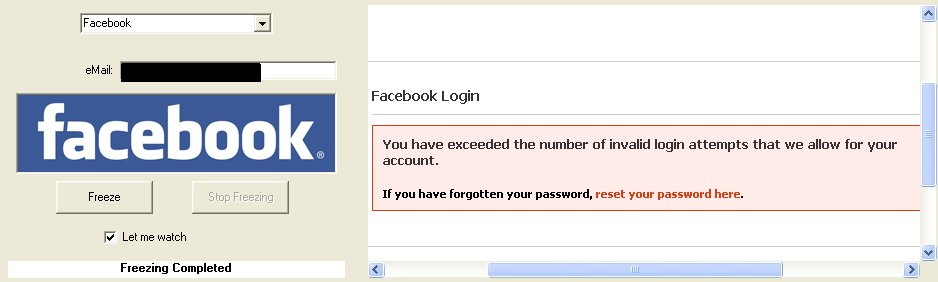 Facebook
eMail:
facebook®
Freeze
Stop Freezing
Let me watch
Freezing Completed
Facebook Login
You have exceeded the number of invalid login attempts that we allow for your
account.
If you have forgotten your password, reset your password here.